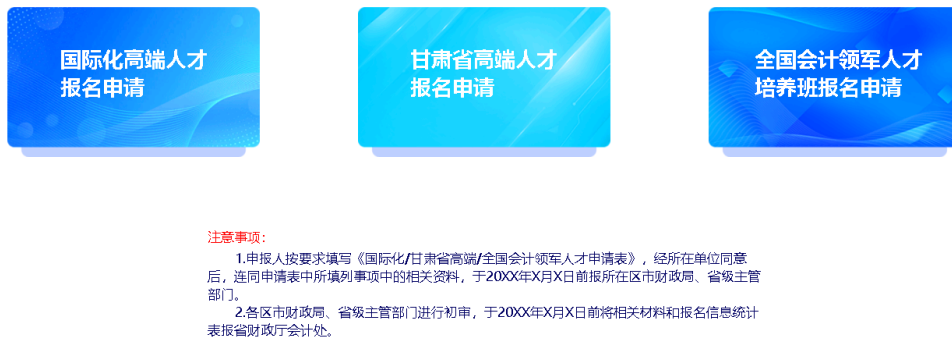 国际化高端人才
报名申请
甘肃省高端人才
报名申请
全国会计领军人才
培养班报名申请
注意事项：
1.申报人按要求填写《国际化/甘肃省高端/全国会计领军人才申请表》，经所在单位同意
后，连同申请表中所填列事项中的相关资料，于20XX年X月X日前报所在区市财政局、省级主管
部门。
2.各区市财政局、省级主管部门进行初审，于20XX年X月X日前将相关材料和报名信息统计
表报省财政厅会计处。